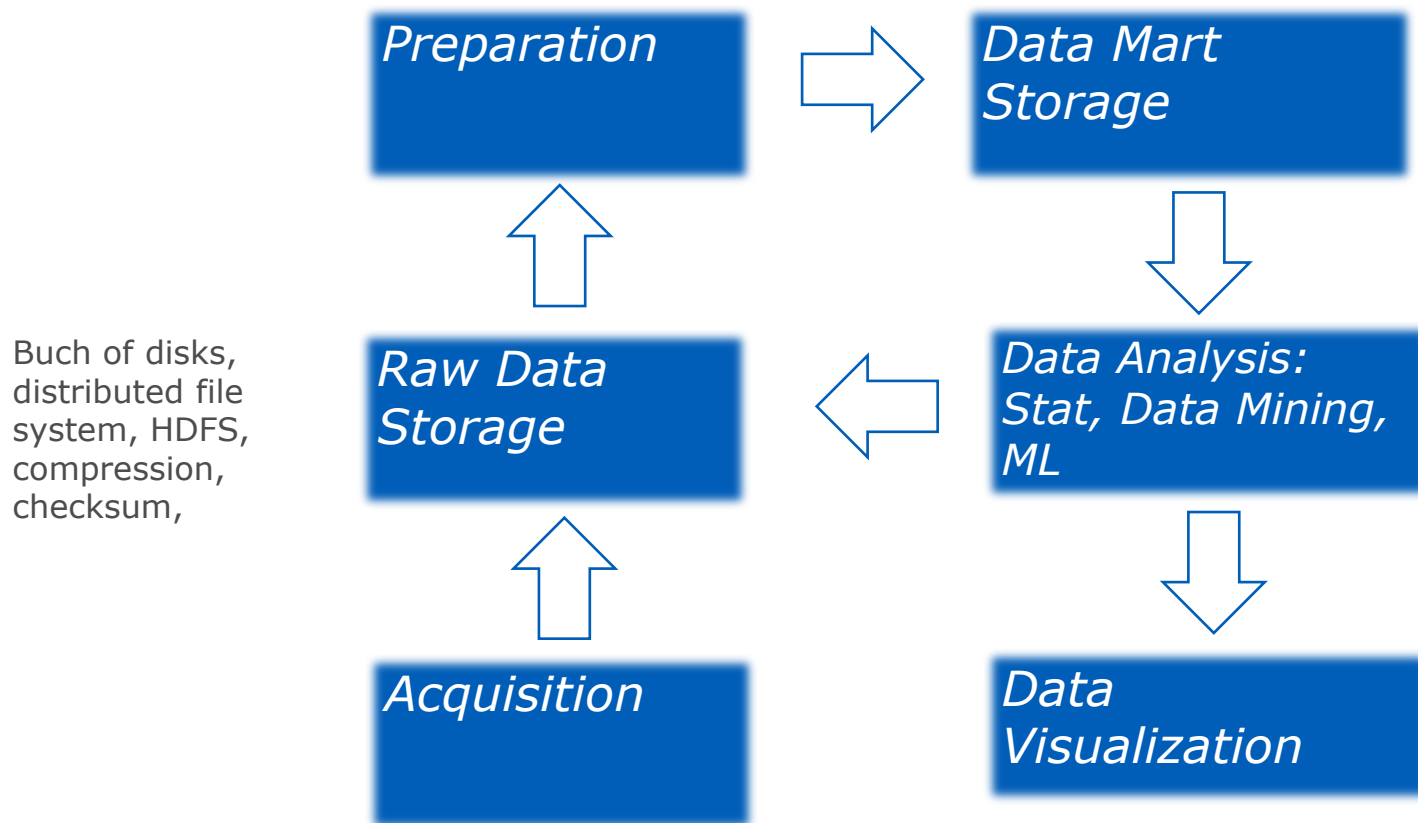 Preparation
Data Mart
Storage
Buch of disks,
distributed file
system, HDFS,
compression,
checksum,
Raw Data
Storage
Data Analysis:
Stat, Data Mining,
ML
Acquisition
Data
Visualization